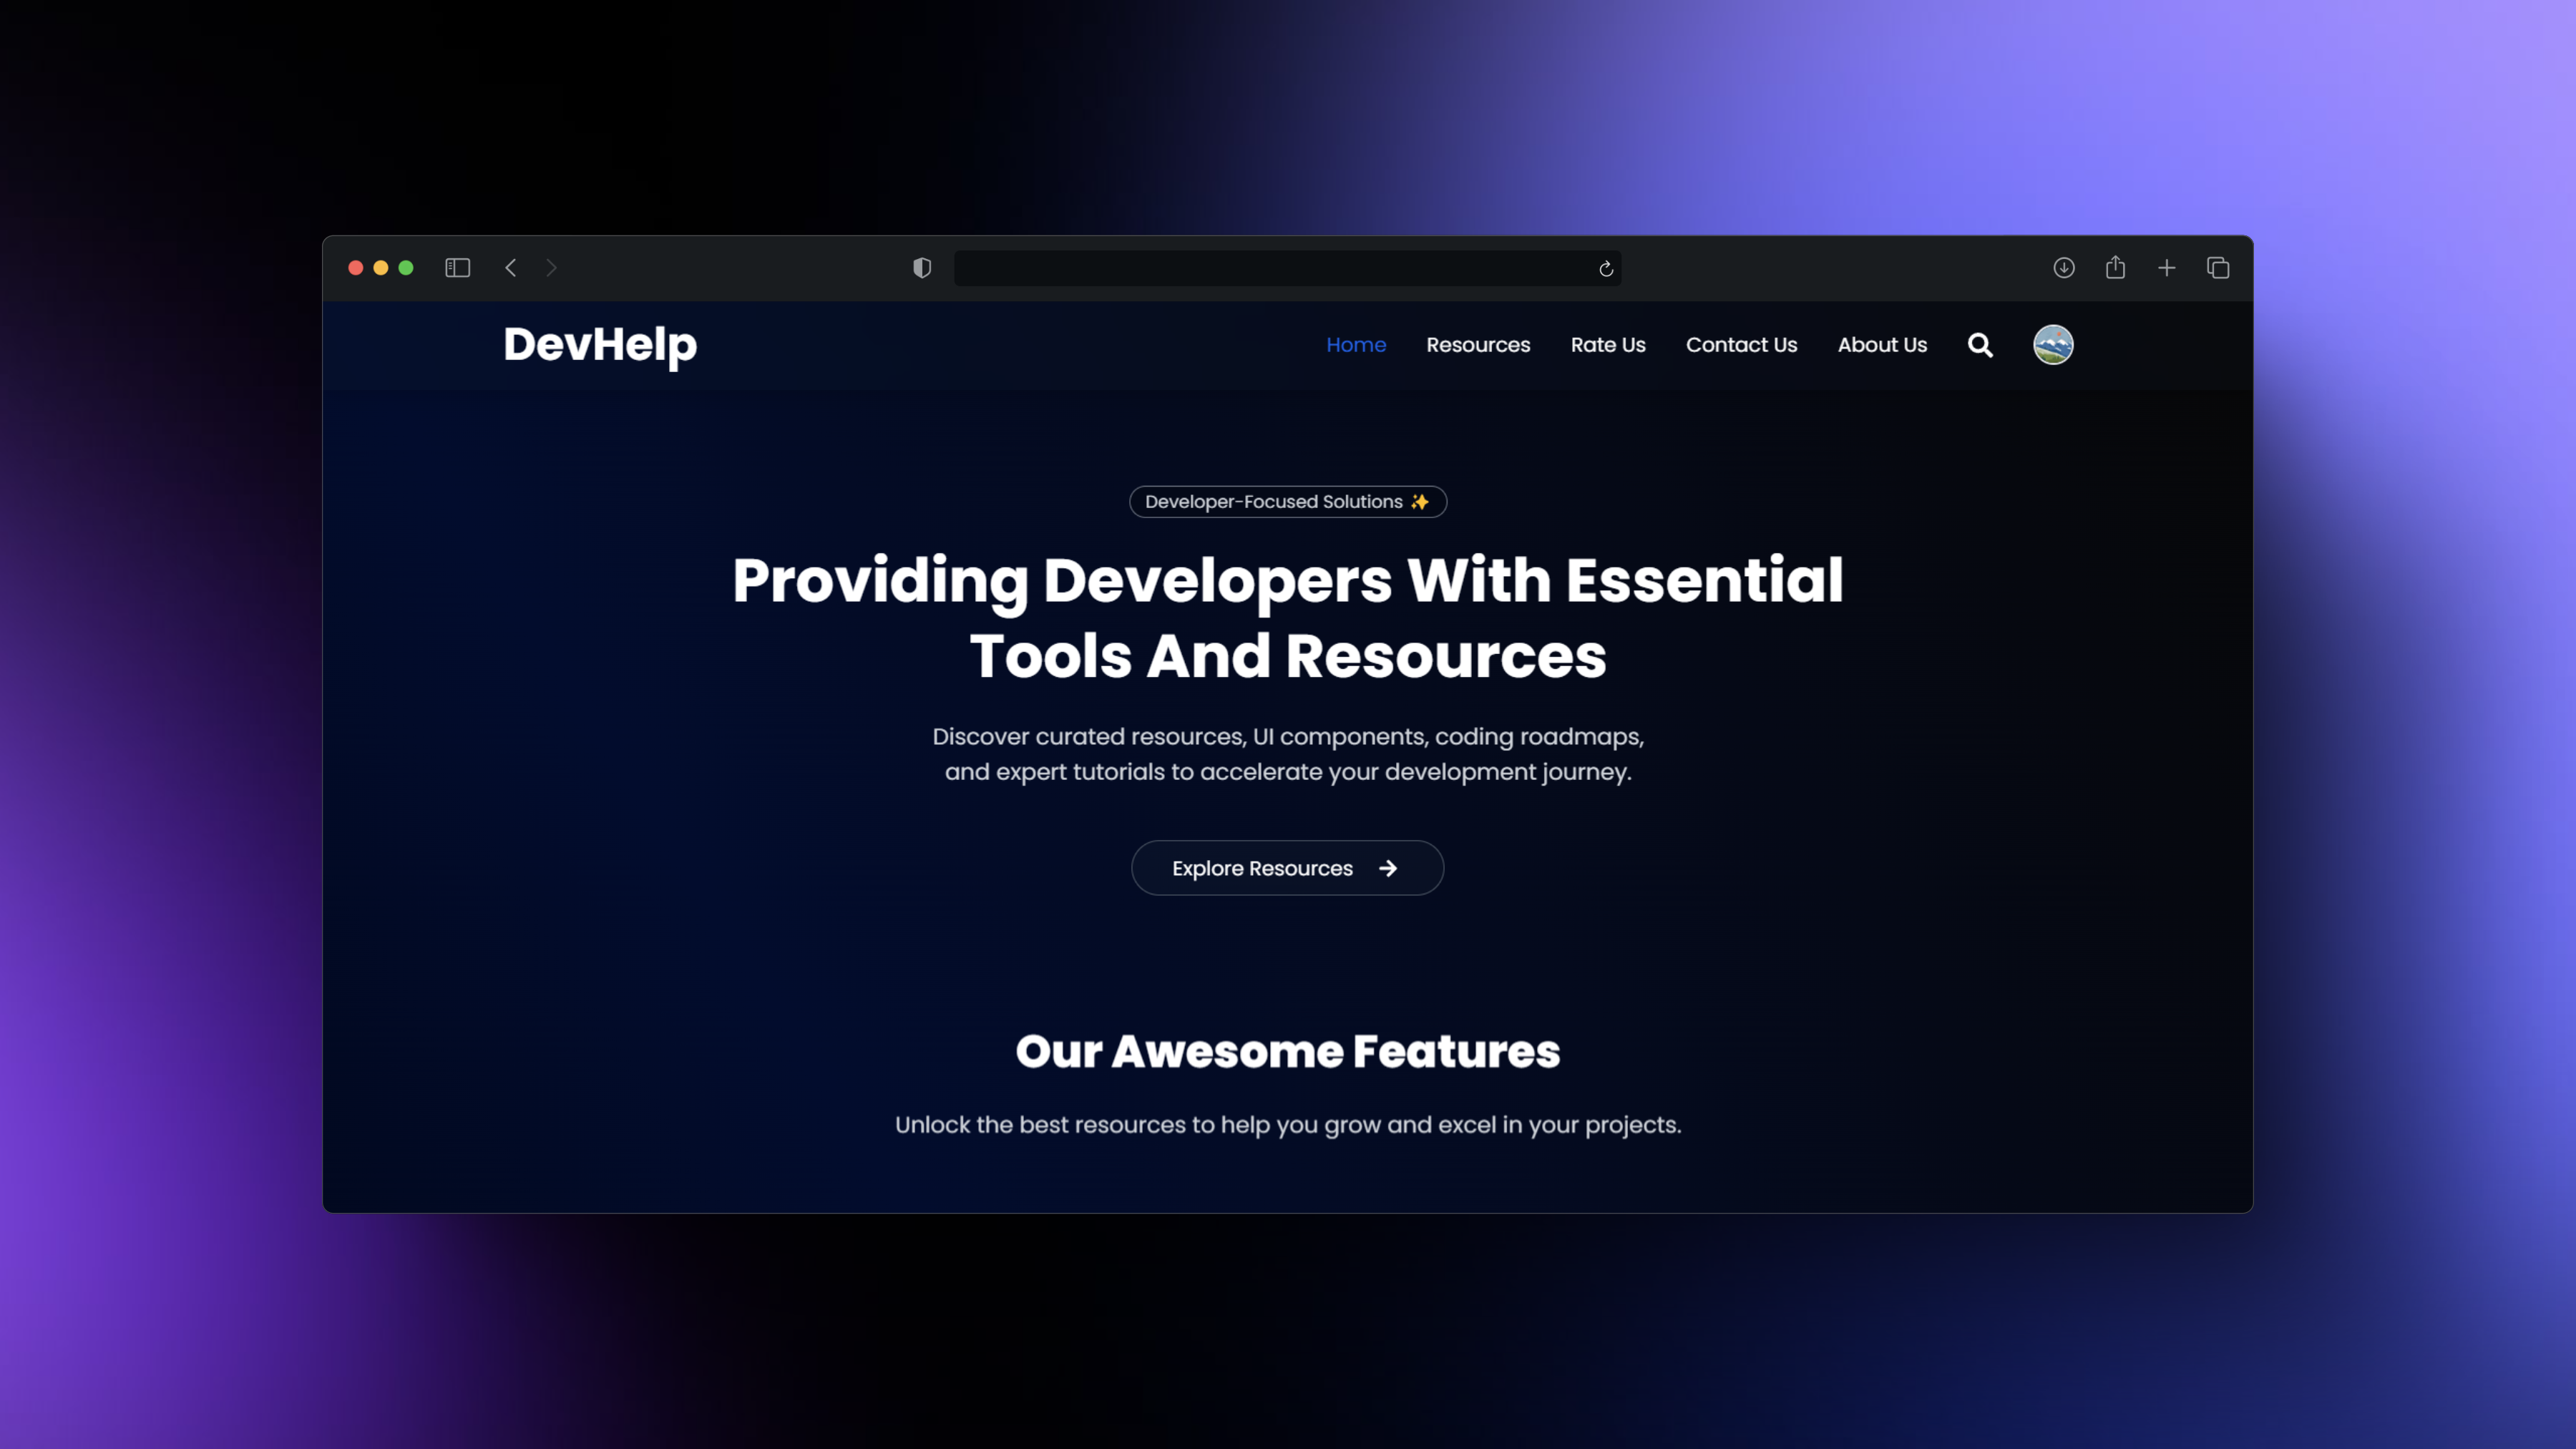 DevHelp
Home Resources Rate Us Contact Us About Us
Developer-Focused Solutions ✨
Providing Developers With Essential
Tools And Resources
Discover curated resources, UI components, coding roadmaps,
and expert tutorials to accelerate your development journey.
Explore Resources →
Our Awesome Features
Unlock the best resources to help you grow and excel in your projects.